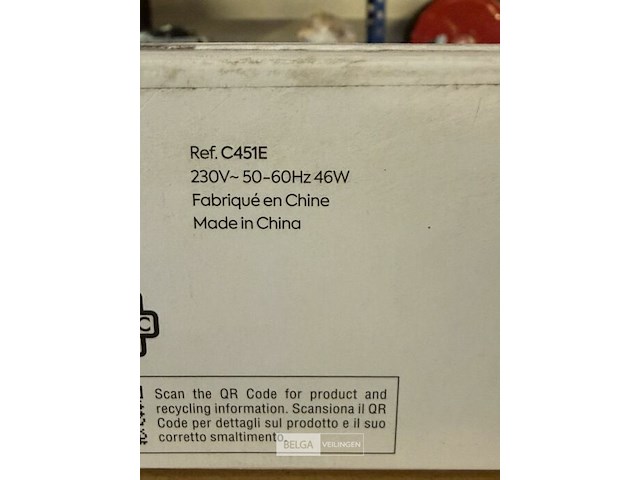 Ref. C451E
230V~ 50-60Hz 46W
Fabriqué en Chine
Made in China
C
Scan the QR Code for product and
recycling information. Scansiona il QR
Code per dettagli sul prodotto e il suo
corretto smaltimento.
BELGA VEILINGEN